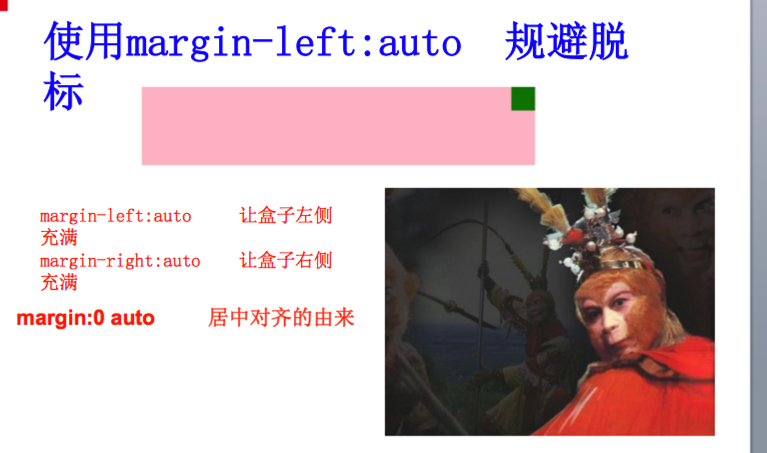 使用margin-left:auto 规避脱
标
margin-left:auto 让盒子左侧
充满
margin-right:auto 让盒子右侧
充满
margin:0 auto 居中对齐的由来